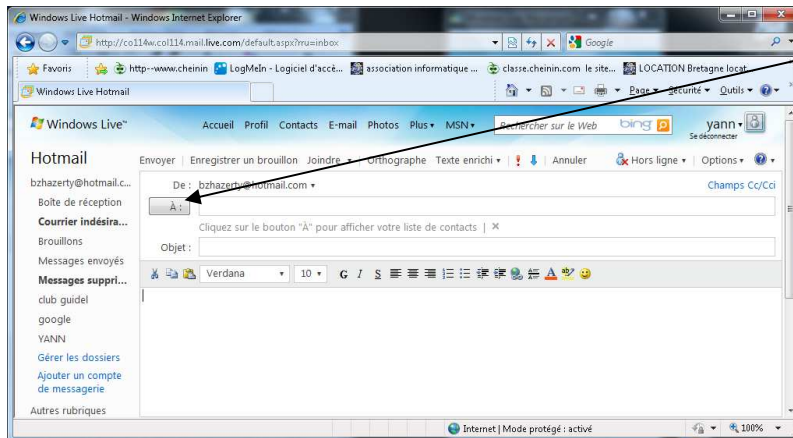 Windows Live Hotmail - Windows Internet Explorer
http://co114w.col114.mail.live.com/default.aspx?rru=inbox
Google
Favoris http--www.cheinin LogMeIn - Logiciel d'accè... association informatique ... classe.cheinin.com le site... LOCATION Bretagne locat...
Windows Live Hotmail
Page Sécurité Outils
Windows Live™ Accueil Profil Contacts E-mail Photos Plus MSN Rechercher sur le Web bing yann
Se déconnecter
Hotmail
Envoyer | Enregistrer un brouillon Joindre Orthographe Texte enrichi | Annuler Hors ligne | Options
bzhazerty@hotmail.c...
De : bzhazerty@hotmail.com Champs Cc/Cci
Boîte de réception
À :
Courrier indésira...
Cliquez sur le bouton "À" pour afficher votre liste de contacts | ×
Brouillons
Objet :
Messages envoyés
Messages suppri...
Verdana 10 G I S
club guidel
google
YANN
Gérer les dossiers
Ajouter un compte
de messagerie
Autres rubriques
Internet | Mode protégé : activé 100%